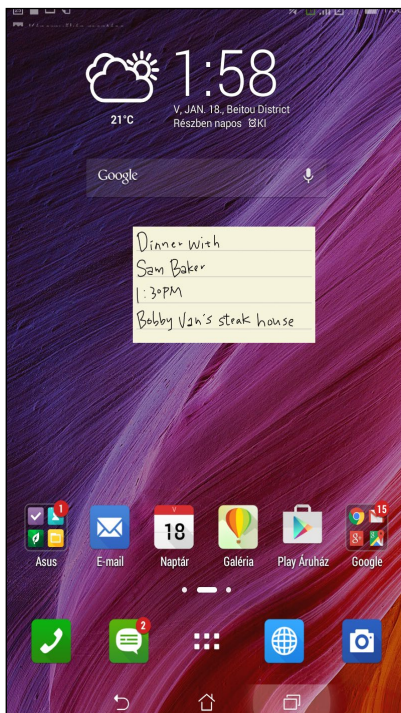 1:58
21°C
V, JAN. 18., Beitou District
Részben napos KI
Google
Dinner with
Sam Baker
1:30PM
Bobby Van's steak house
1
15
V
18
Asus
E-mail
Naptár
Galéria
Play Áruház
Google
2